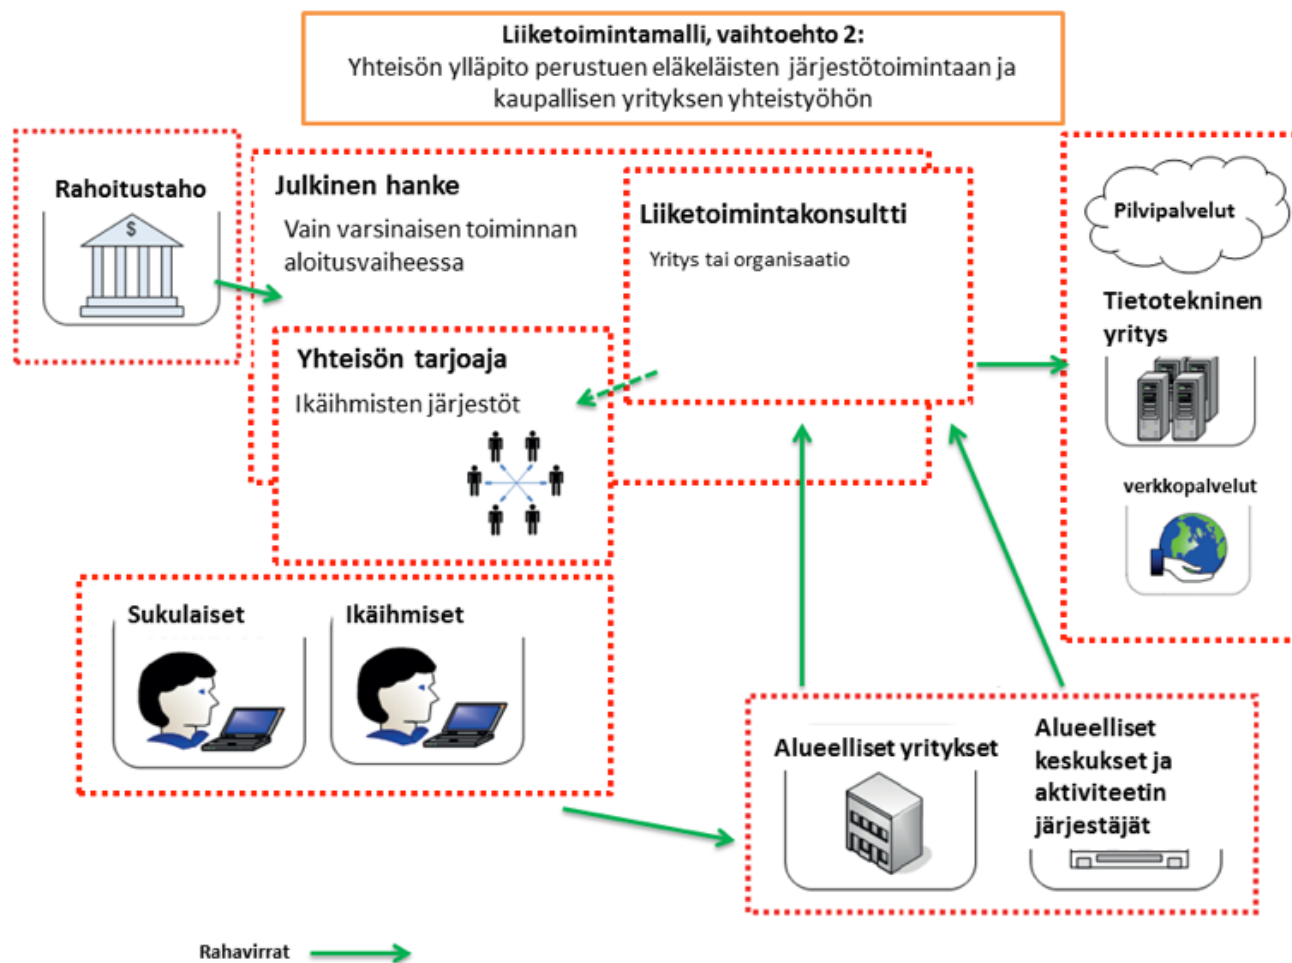 Liiketoimintamalli, vaihtoehto 2:
Yhteisön ylläpito perustuen eläkeläisten järjestötoimintaan ja
kaupallisen yrityksen yhteistyöhön
Rahoitustaho
$
Julkinen hanke
Vain varsinaisen toiminnan
aloitusvaiheessa
Liiketoimintakonsultti
Yritys tai organisaatio
Pilvipalvelut
Tietotekninen
yritys
verkkopalvelut
Yhteisön tarjoaja
Ikäihmisten järjestöt
Sukulaiset
Ikäihmiset
Alueelliset yritykset
Alueelliset
keskukset ja
aktiviteetin
järjestäjät
Rahavirrat